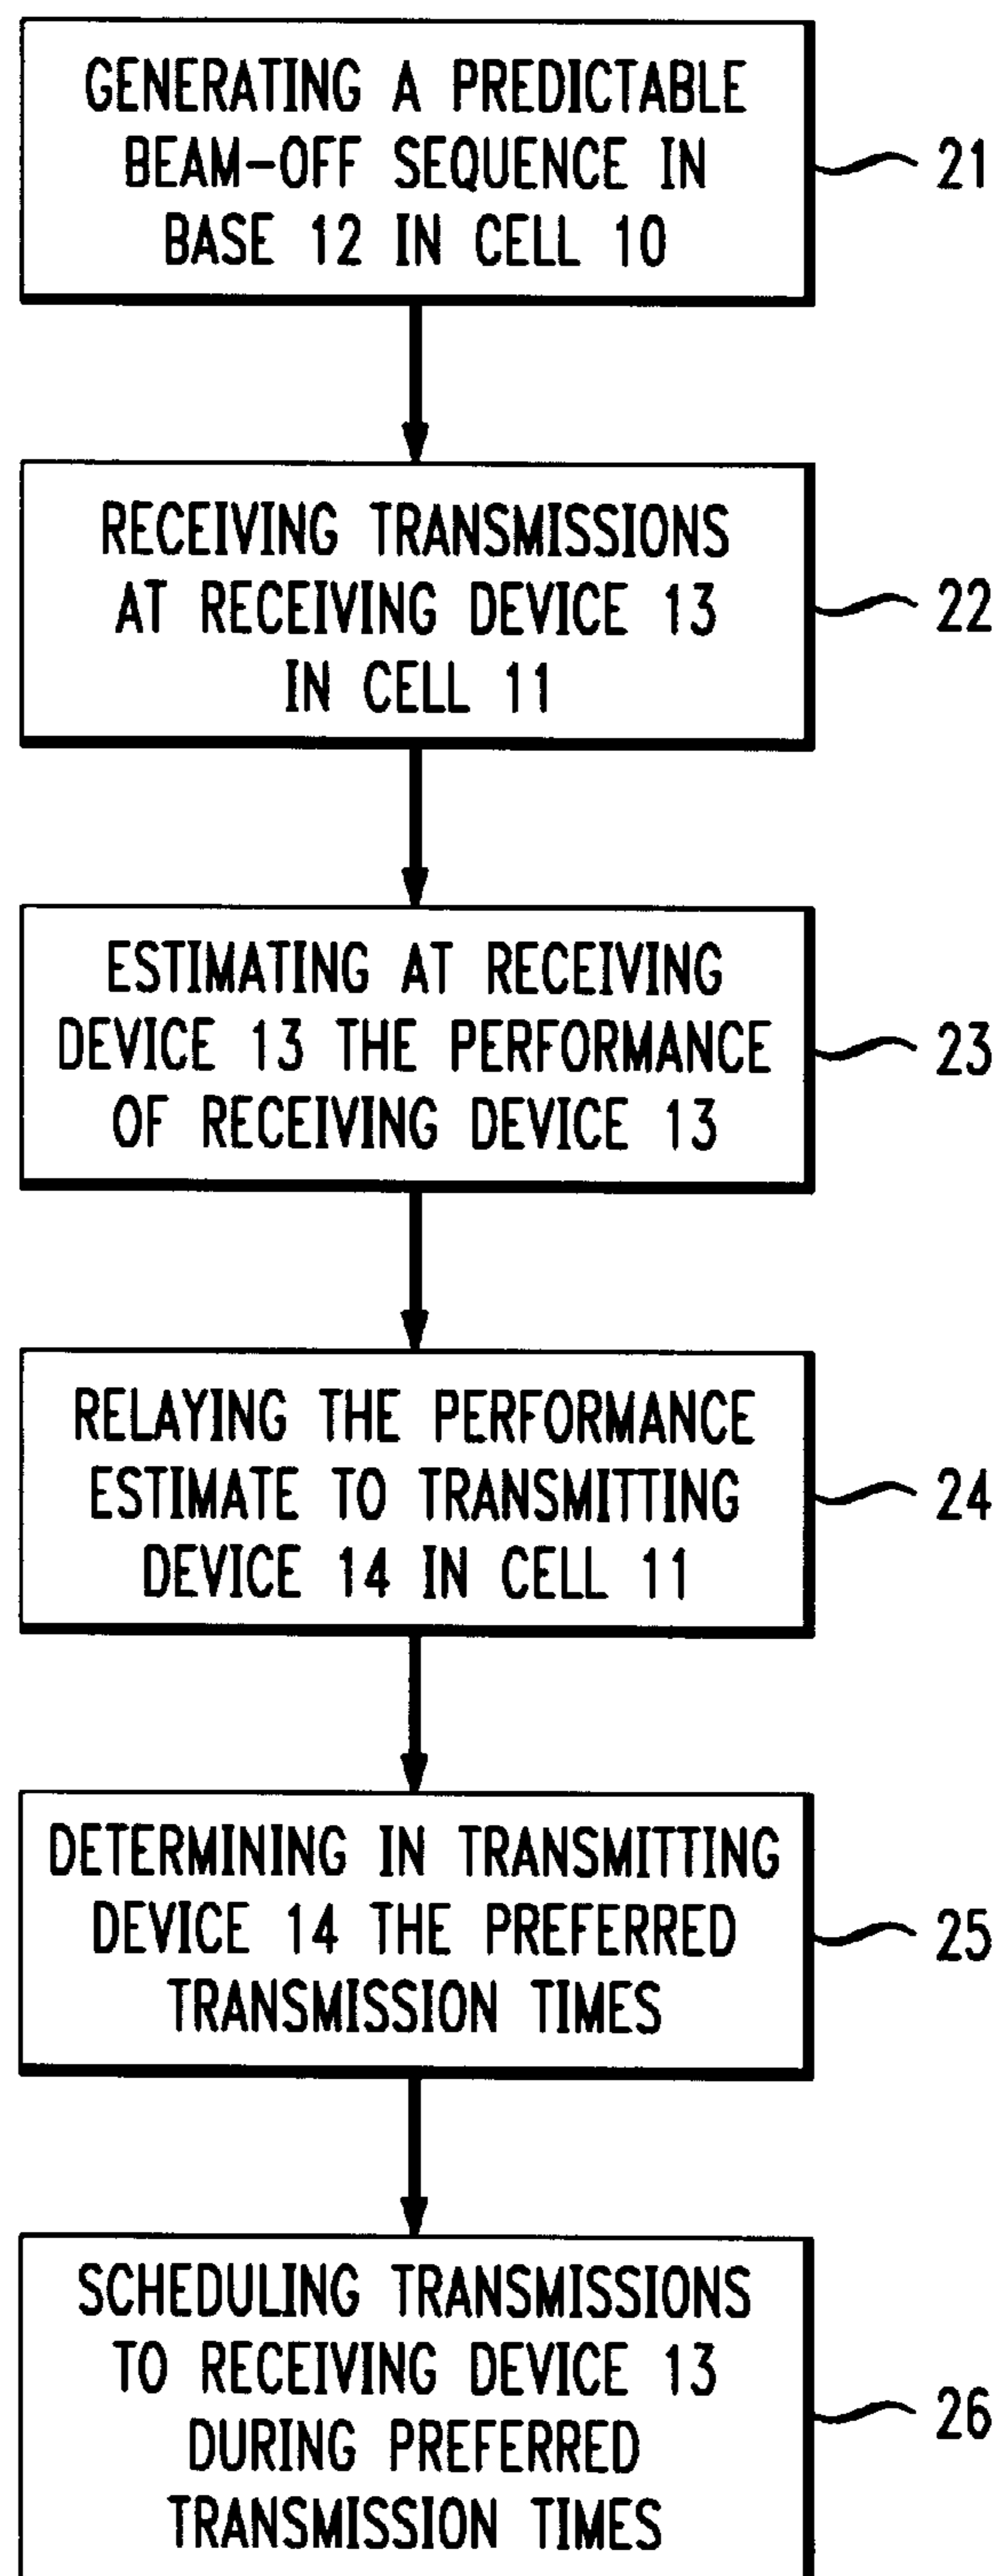 GENERATING A PREDICTABLE
BEAM-OFF SEQUENCE IN
BASE 12 IN CELL 10
21
RECEIVING TRANSMISSIONS
AT RECEIVING DEVICE 13
IN CELL 11
22
ESTIMATING AT RECEIVING
DEVICE 13 THE PERFORMANCE
OF RECEIVING DEVICE 13
23
RELAYING THE PERFORMANCE
ESTIMATE TO TRANSMITTING
DEVICE 14 IN CELL 11
24
DETERMINING IN TRANSMITTING
DEVICE 14 THE PREFERRED
TRANSMISSION TIMES
25
SCHEDULING TRANSMISSIONS
TO RECEIVING DEVICE 13
DURING PREFERRED
TRANSMISSION TIMES
26